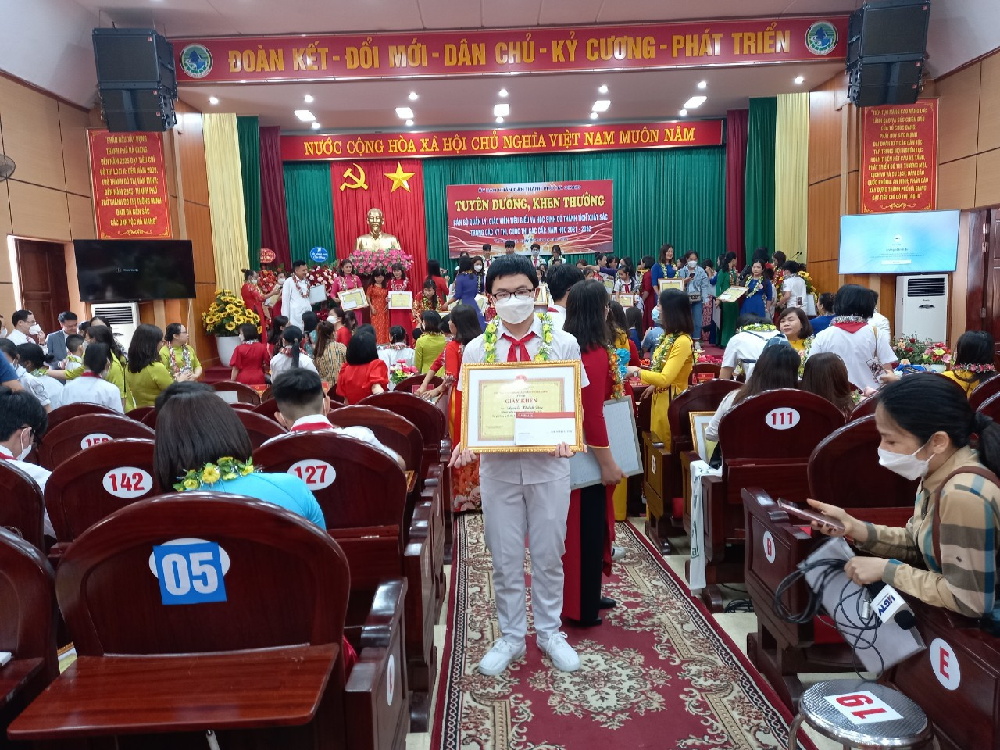 ĐOÀN KẾT - ĐỔI MỚI - DÂN CHỦ - KỶ CƯƠNG - PHÁT TRIỂN
NƯỚC CỘNG HÒA XÃ HỘI CHỦ NGHĨA VIỆT NAM
"PHẤN ĐẤU XÂY DỰNG
THÀNH PHỐ HÀ GIANG
ĐẾN NĂM 2025 ĐẠT TIÊU CHÍ
ĐÔ THỊ LOẠI II; ĐẾN NĂM 2030,
TRỞ THÀNH ĐÔ THỊ VĂN MINH;
ĐẾN NĂM 2045, THÀNH PHỐ
TRỞ THÀNH ĐÔ THỊ THÔNG MINH,
ĐẬM ĐÀ BẢN SẮC
CÁC DÂN TỘC HÀ GIANG"
ỦY BAN NHÂN DÂN THÀNH PHỐ HÀ GIANG
TUYÊN DƯƠNG, KHEN THƯỞNG
CÁN BỘ QUẢN LÝ, GIÁO VIÊN TIÊU BIỂU VÀ HỌC SINH CÓ THÀNH TÍCH XUẤT SẮC
TRONG CÁC KỲ THI, CUỘC THI CÁC CẤP, NĂM HỌC 2021 - 2022
"TIẾP TỤC NÂNG CAO NĂNG LỰC
LÃNH ĐẠO VÀ SỨC CHIẾN ĐẤU
CỦA TỔ CHỨC ĐẢNG;
PHÁT HUY SỨC MẠNH
ĐẠI ĐOÀN KẾT CÁC DÂN TỘC;
TẬP TRUNG MỌI NGUỒN LỰC
HOÀN THIỆN KẾT CẤU HẠ TẦNG,
PHÁT TRIỂN ĐÔ THỊ, THƯƠNG MẠI,
DỊCH VỤ VÀ DU LỊCH; ĐẢM BẢO
QUỐC PHÒNG, AN NINH; PHẤN ĐẤU
XÂY DỰNG THÀNH PHỐ HÀ GIANG
ĐẠT TIÊU CHÍ ĐÔ THỊ LOẠI II"
GIẤY KHEN
111
142
127
05
HGTV
E
19